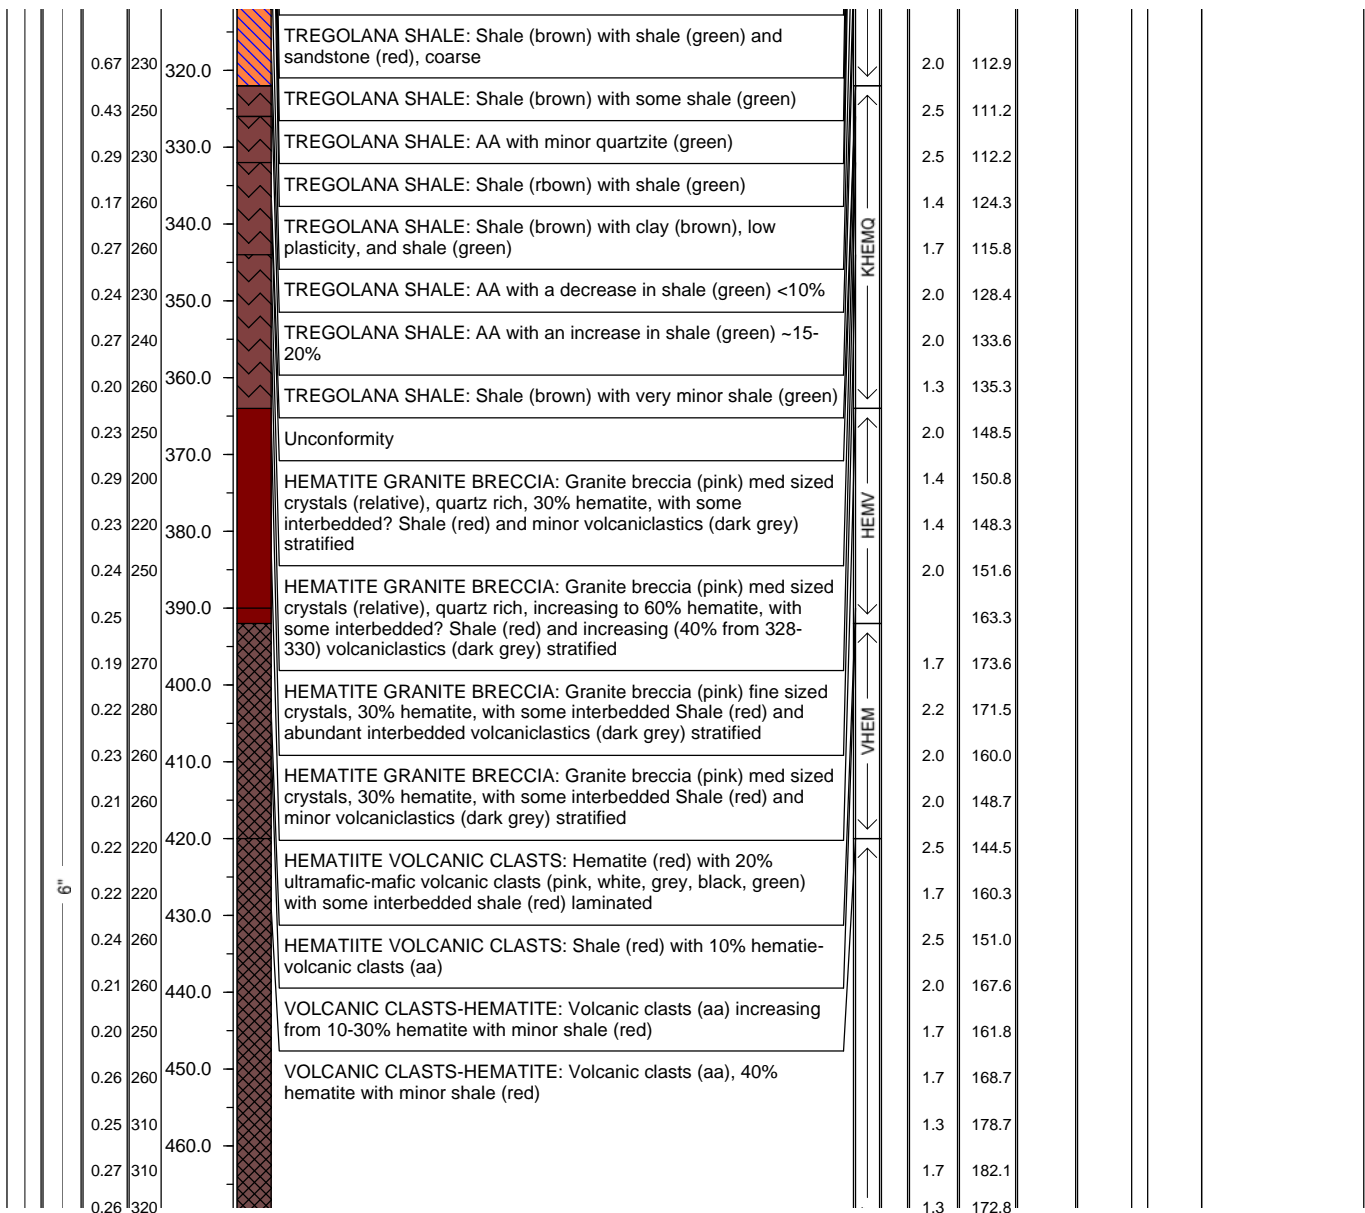 TREGOLANA SHALE: Shale (brown) with shale (green) and
sandstone (red), coarse
0.67 230 320.0 2.0 112.9
TREGOLANA SHALE: Shale (brown) with some shale (green)
0.43 250 2.5 111.2
TREGOLANA SHALE: AA with minor quartzite (green)
0.29 230 330.0 2.5 112.2
TREGOLANA SHALE: Shale (rbown) with shale (green)
0.17 260 1.4 124.3
TREGOLANA SHALE: Shale (brown) with clay (brown), low
plasticity, and shale (green)
340.0
KHEMQ
0.27 260 1.7 115.8
TREGOLANA SHALE: AA with a decrease in shale (green) <10%
0.24 230 350.0 2.0 128.4
TREGOLANA SHALE: AA with an increase in shale (green) ~15-
20%
0.27 240 2.0 133.6
360.0
0.20 260 1.3 135.3
TREGOLANA SHALE: Shale (brown) with very minor shale (green)
0.23 250 2.0 148.5
Unconformity
370.0
0.29 200 1.4 150.8
HEMATITE GRANITE BRECCIA: Granite breccia (pink) med sized
crystals (relative), quartz rich, 30% hematite, with some
interbedded? Shale (red) and minor volcaniclastics (dark grey)
stratified
HEMV
0.23 220 380.0 1.4 148.3
0.24 250 2.0 151.6
HEMATITE GRANITE BRECCIA: Granite breccia (pink) med sized
crystals (relative), quartz rich, increasing to 60% hematite, with
some interbedded? Shale (red) and increasing (40% from 328-
330) volcaniclastics (dark grey) stratified
390.0
0.25 163.3
0.19 270 1.7 173.6
400.0
HEMATITE GRANITE BRECCIA: Granite breccia (pink) fine sized
crystals, 30% hematite, with some interbedded Shale (red) and
abundant interbedded volcaniclastics (dark grey) stratified
0.22 280 2.2 171.5
VHEM
0.23 260 410.0 2.0 160.0
HEMATITE GRANITE BRECCIA: Granite breccia (pink) med sized
crystals, 30% hematite, with some interbedded Shale (red) and
minor volcaniclastics (dark grey) stratified
0.21 260 2.0 148.7
420.0
0.22 220 2.5 144.5
HEMATIITE VOLCANIC CLASTS: Hematite (red) with 20%
ultramafic-mafic volcanic clasts (pink, white, grey, black, green)
with some interbedded shale (red) laminated
6"
0.22 220 1.7 160.3
430.0
0.24 260 2.5 151.0
HEMATIITE VOLCANIC CLASTS: Shale (red) with 10% hematie-
volcanic clasts (aa)
0.21 260 440.0 2.0 167.6
VOLCANIC CLASTS-HEMATITE: Volcanic clasts (aa) increasing
from 10-30% hematite with minor shale (red)
0.20 250 1.7 161.8
450.0
VOLCANIC CLASTS-HEMATITE: Volcanic clasts (aa), 40%
hematite with minor shale (red)
0.26 260 1.7 168.7
0.25 310 1.3 178.7
460.0
0.27 310 1.7 182.1
0.26 320 1.3 172.8